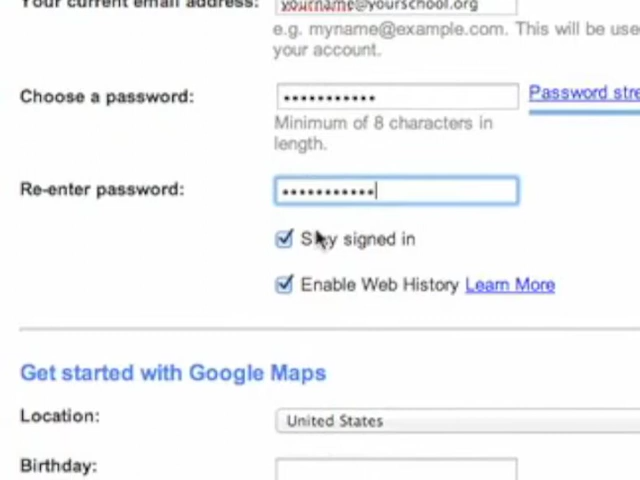 Your current email address:
yourname@yourschool.org
e.g. myname@example.com. This will be use
your account.
Choose a password:
•••••••••••
Password stre
Minimum of 8 characters in
length.
Re-enter password:
•••••••••••
Stay signed in
Enable Web History Learn More
Get started with Google Maps
Location:
United States
Birthday: